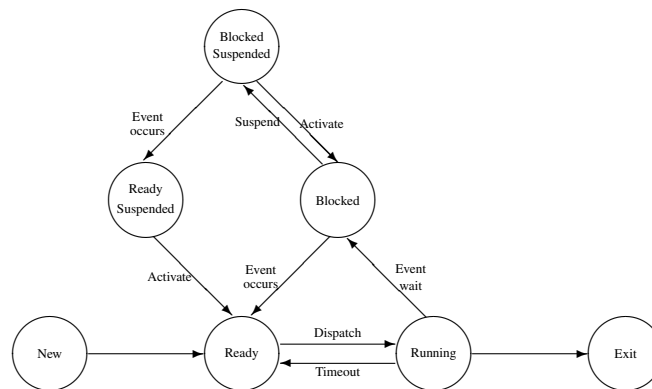 Blocked
Suspended
Event
occurs
Suspend
Activate
Ready
Suspended
Blocked
Activate
Event
occurs
Event
wait
New
Ready
Dispatch
Timeout
Running
Exit